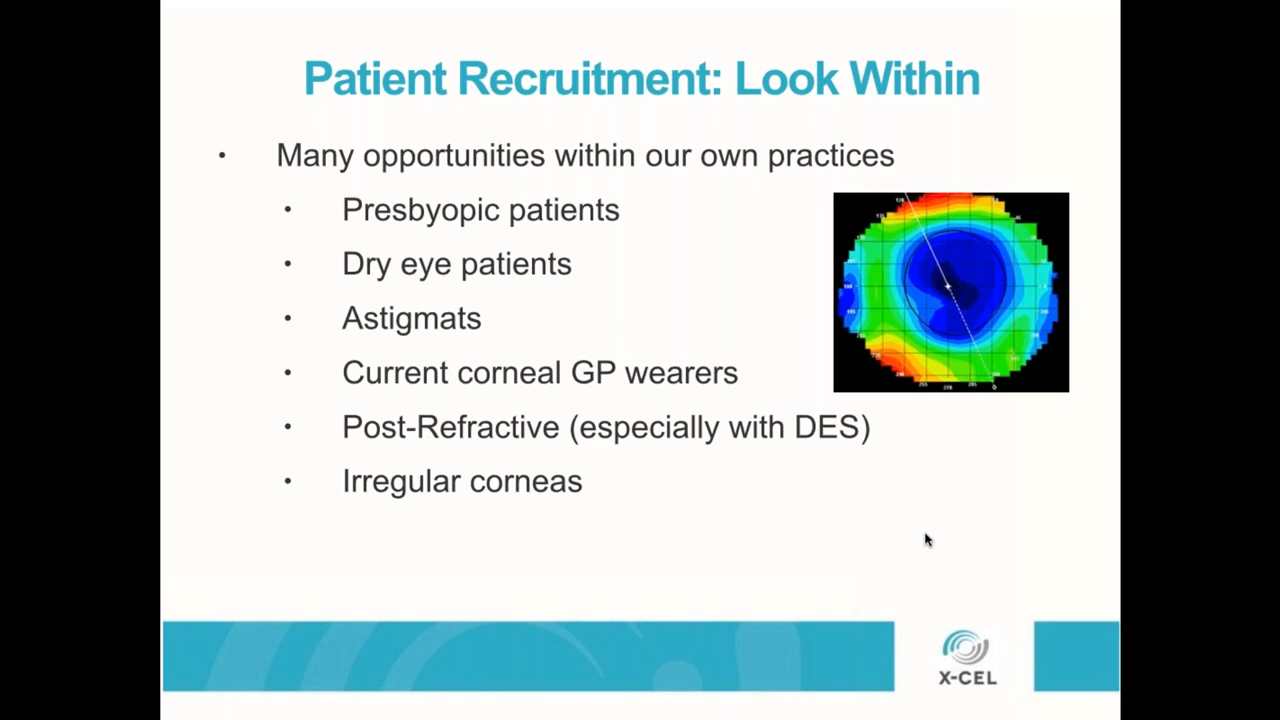 Patient Recruitment: Look Within
• Many opportunities within our own practices
• Presbyopic patients
• Dry eye patients
• Astigmats
• Current corneal GP wearers
• Post-Refractive (especially with DES)
• Irregular corneas
X-CEL